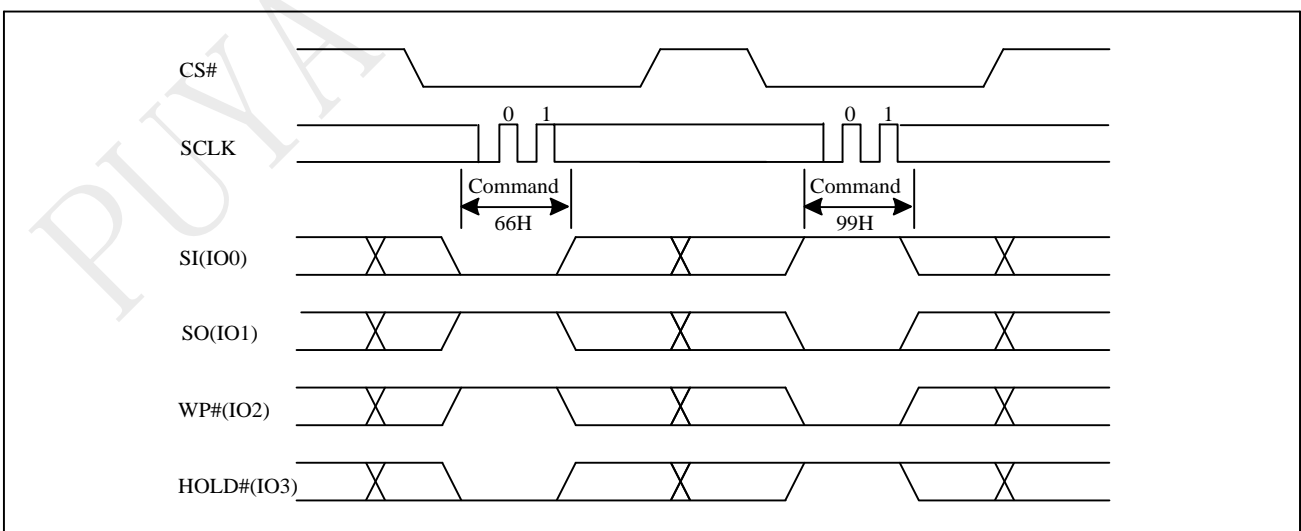 PUYA
CS#
0 1 0 1
SCLK
Command Command
66H 99H
SI(IO0)
SO(IO1)
WP#(IO2)
HOLD#(IO3)